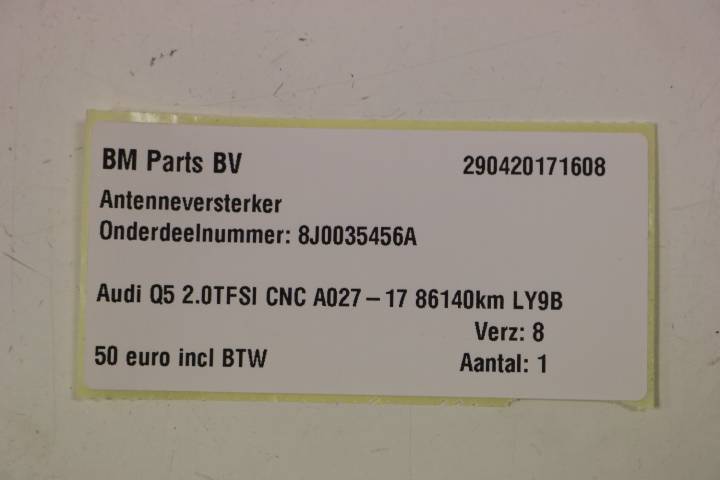 BM Parts BV 290420171608
Antenneversterker
Onderdeelnummer: 8J0035456A
Audi Q5 2.0TFSI CNC A027-17 86140km LY9B
Verz: 8
50 euro incl BTW Aantal: 1